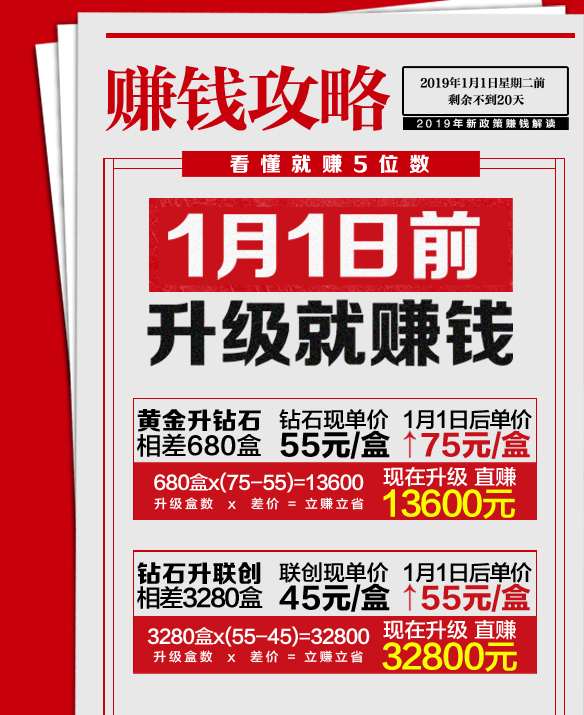 赚钱攻略
2019年1月1日星期二前
剩余不到20天
2019年新政策赚钱解读
看懂就赚5位数
1月1日前
升级就赚钱
黄金升钻石 钻石现单价 1月1日后单价
相差680盒 55元/盒 ↑75元/盒
680盒x(75-55)=13600 现在升级 直赚
升级盒数 x 差价 = 立赚立省 13600元
钻石升联创 联创现单价 1月1日后单价
相差3280盒 45元/盒 ↑55元/盒
3280盒x(55-45)=32800 现在升级 直赚
升级盒数 x 差价 = 立赚立省 32800元